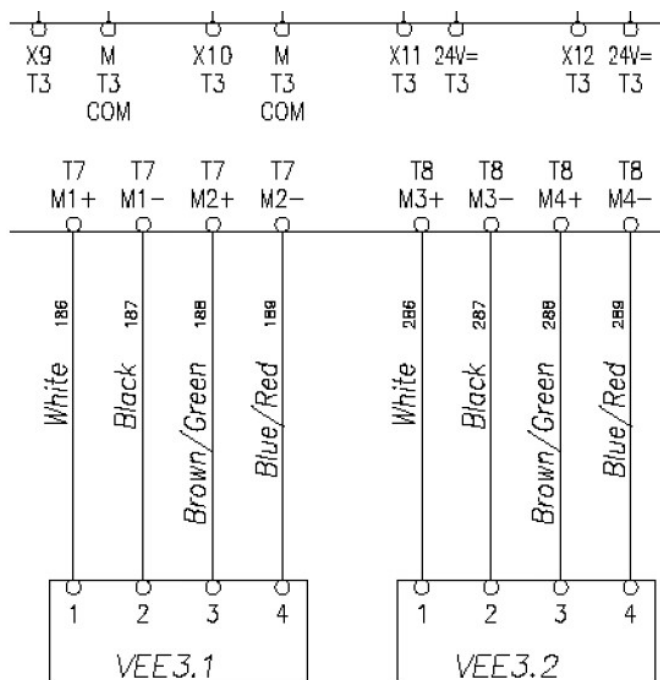 X9 M X10 M X11 24V= X12 24V=
T3 T3 T3 T3 T3 T3 T3 T3
COM COM
T7 T7 T7 T7 T8 T8 T8 T8
M1+ M1- M2+ M2- M3+ M3- M4+ M4-
186 187 188 189 286 287 288 289
White Black Brown/Green Blue/Red White Black Brown/Green Blue/Red
1 2 3 4 1 2 3 4
VEE3.1 VEE3.2